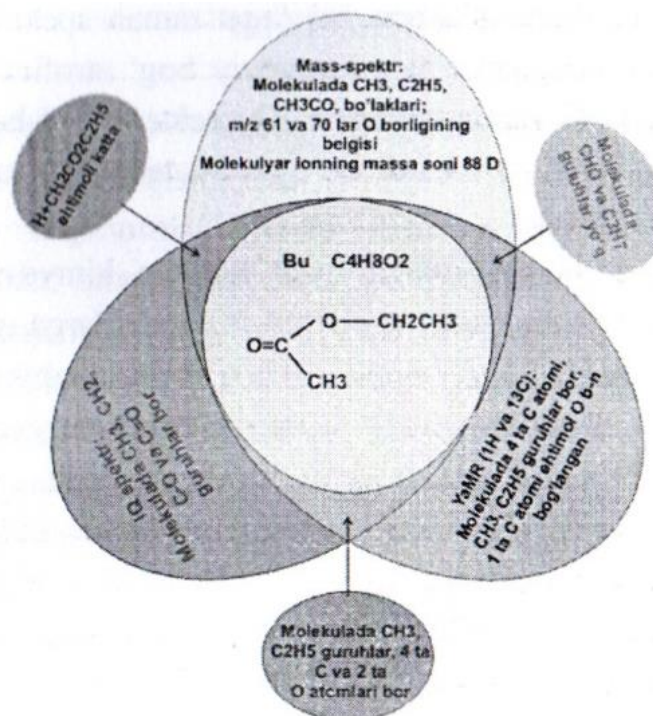 Mass-spektr:
Molekulada CH3, C2H5,
CH3CO, bo'laklari;
m/z 61 va 70 lar O borligining
belgisi
Molekulyar ionning massa soni 88 D
H+CH3CO2C2H5
ehtimoli katta
Molekulada
CHO va C2H7
guruhlar yo'q
Bu C4H8O2
O=C
O
CH2CH3
CH3
IQ spektr:
Molekulada CH3, CH2,
C-O va C=O
guruhlar bor
YaMR (1H va 13C):
Molekulada 4 ta C atomi,
CH3, C2H5 guruhlar bor,
1 ta C atomi ehtimol O b-n
bog'langan
Molekulada CH3,
C2H5 guruhlar, 4 ta
C va 2 ta
O atomlari bor